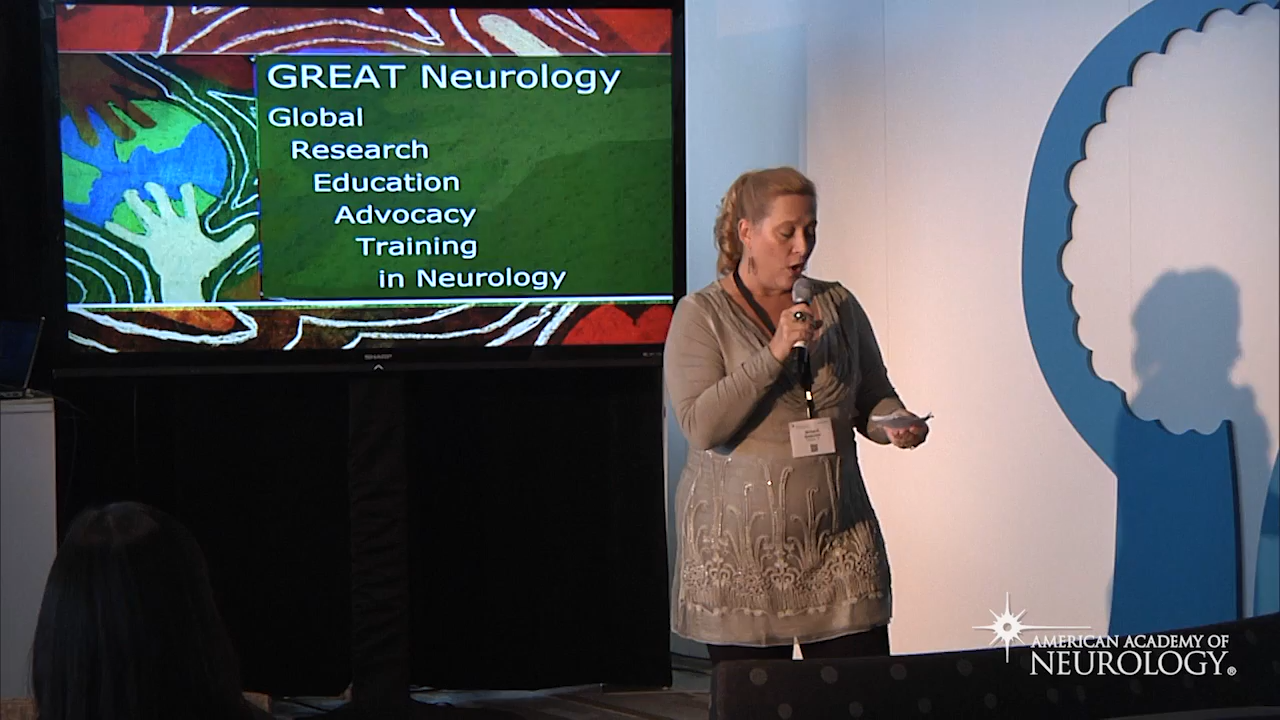 GREAT Neurology
Global
Research
Education
Advocacy
Training
in Neurology
SHARP
AMERICAN ACADEMY OF
NEUROLOGY®